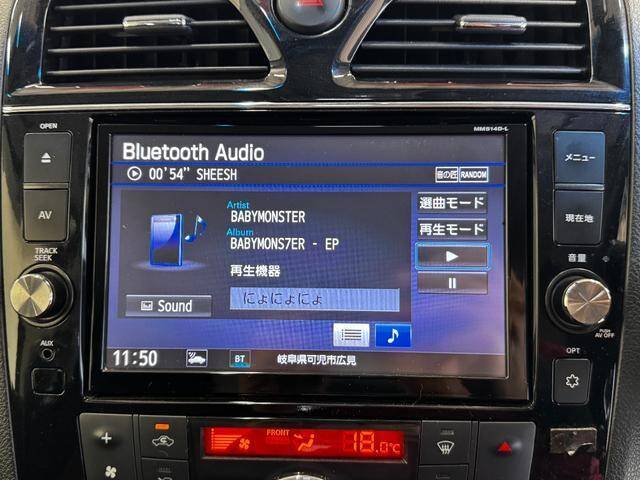 OPEN
MM514D-L
Bluetooth Audio
メニュー
00'54" SHEESH
音の匠 RANDOM
Artist
BABYMONSTER
選曲モード
AV
Album
BABYMONS7ER - EP
再生モード
現在地
再生機器
TRACK
SEEK
音量
にょにょにょ
Sound
PUSH
AV OFF
AUX
11:50
BT
岐阜県可児市広見
OPT
FRONT
18.0℃